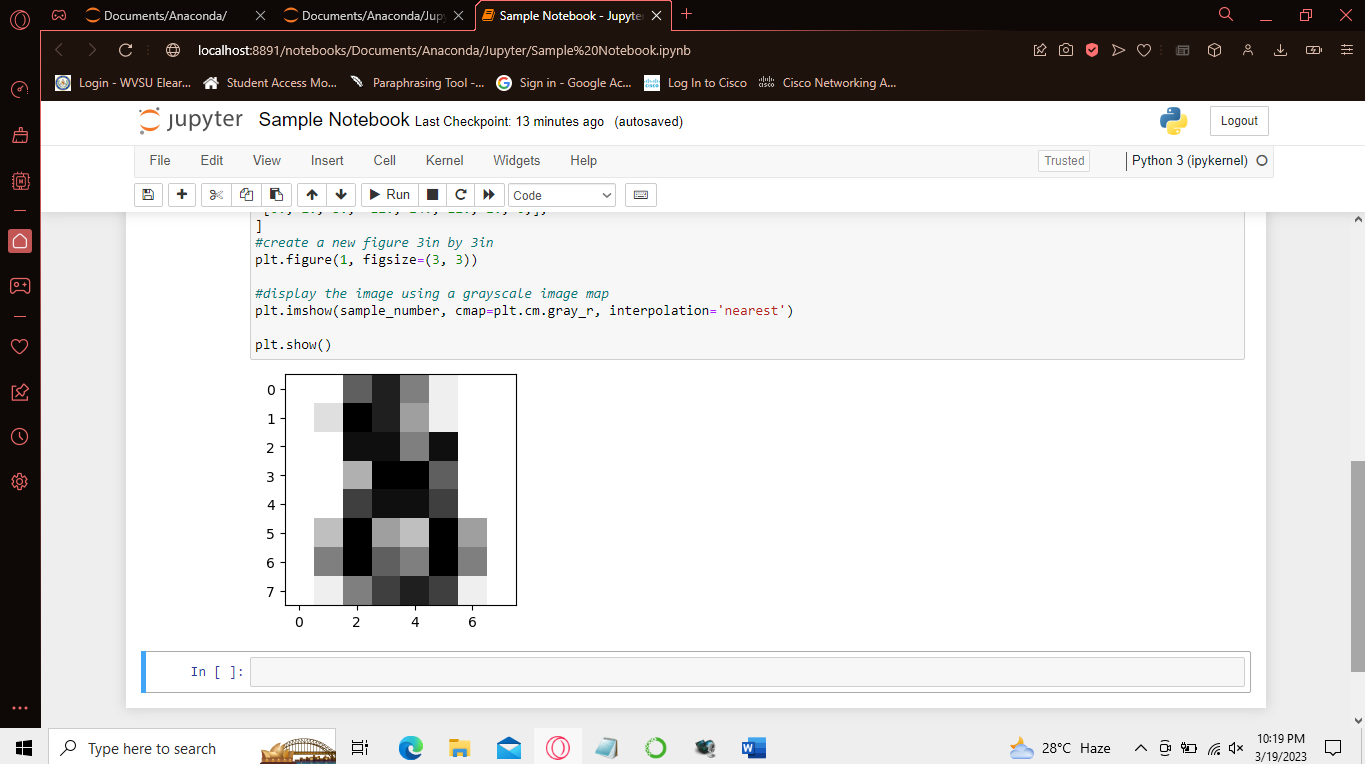 Documents/Anaconda/
Documents/Anaconda/Jup
Sample Notebook - Jupyte
localhost:8891/notebooks/Documents/Anaconda/Jupyter/Sample%20Notebook.ipynb
Login - WVSU Elear...
Student Access Mo...
Paraphrasing Tool -...
Sign in - Google Ac...
Log In to Cisco
Cisco Networking A...
jupyter Sample Notebook Last Checkpoint: 13 minutes ago (autosaved)
Logout
File Edit View Insert Cell Kernel Widgets Help
Trusted
Python 3 (ipykernel)
Run
Code
]
#create a new figure 3in by 3in
plt.figure(1, figsize=(3, 3))
#display the image using a grayscale image map
plt.imshow(sample_number, cmap=plt.cm.gray_r, interpolation='nearest')
plt.show()
0
1
2
3
4
5
6
7
0 2 4 6
In [ ]:
Type here to search
28°C Haze
10:19 PM
3/19/2023